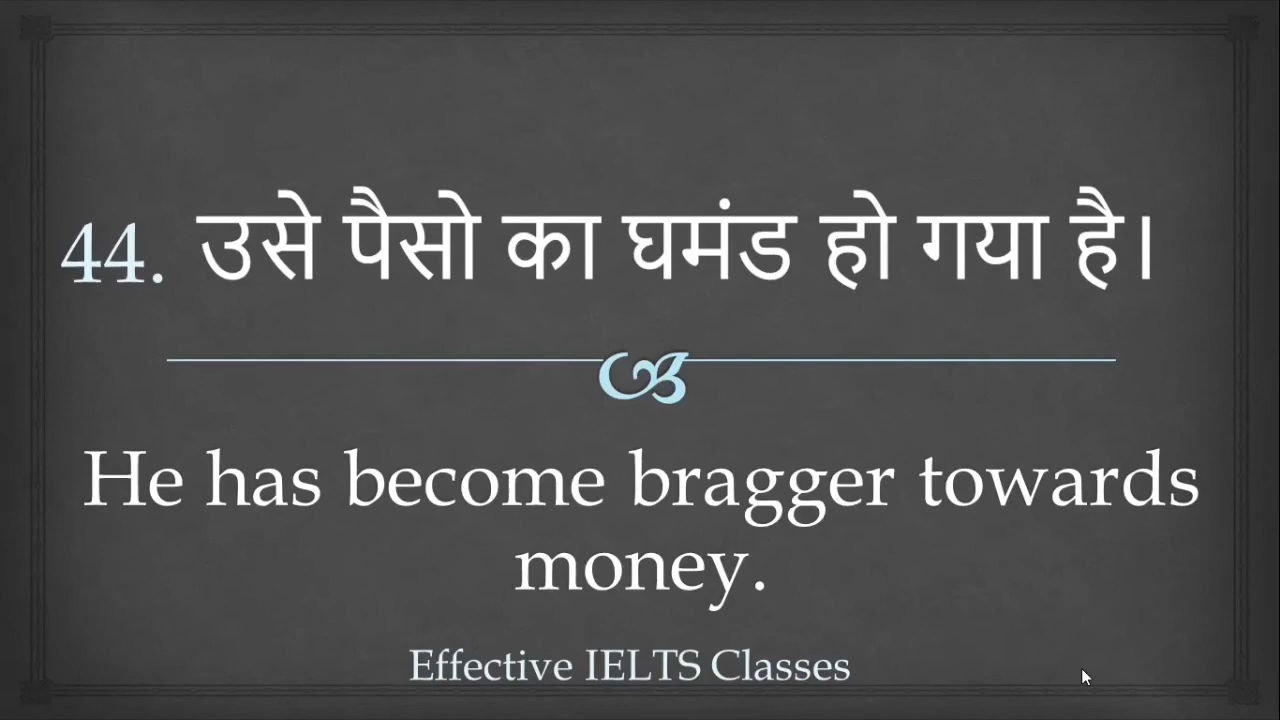 44. उसे पैसो का घमंड हो गया है।
He has become bragger towards
money.
Effective IELTS Classes